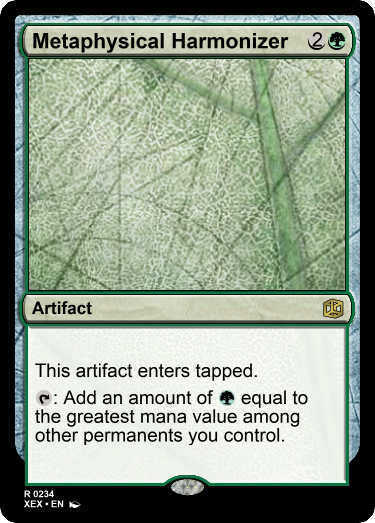 Metaphysical Harmonizer 2
Artifact
This artifact enters tapped.
: Add an amount of equal to
the greatest mana value among
other permanents you control.
R 0234
XEX • EN